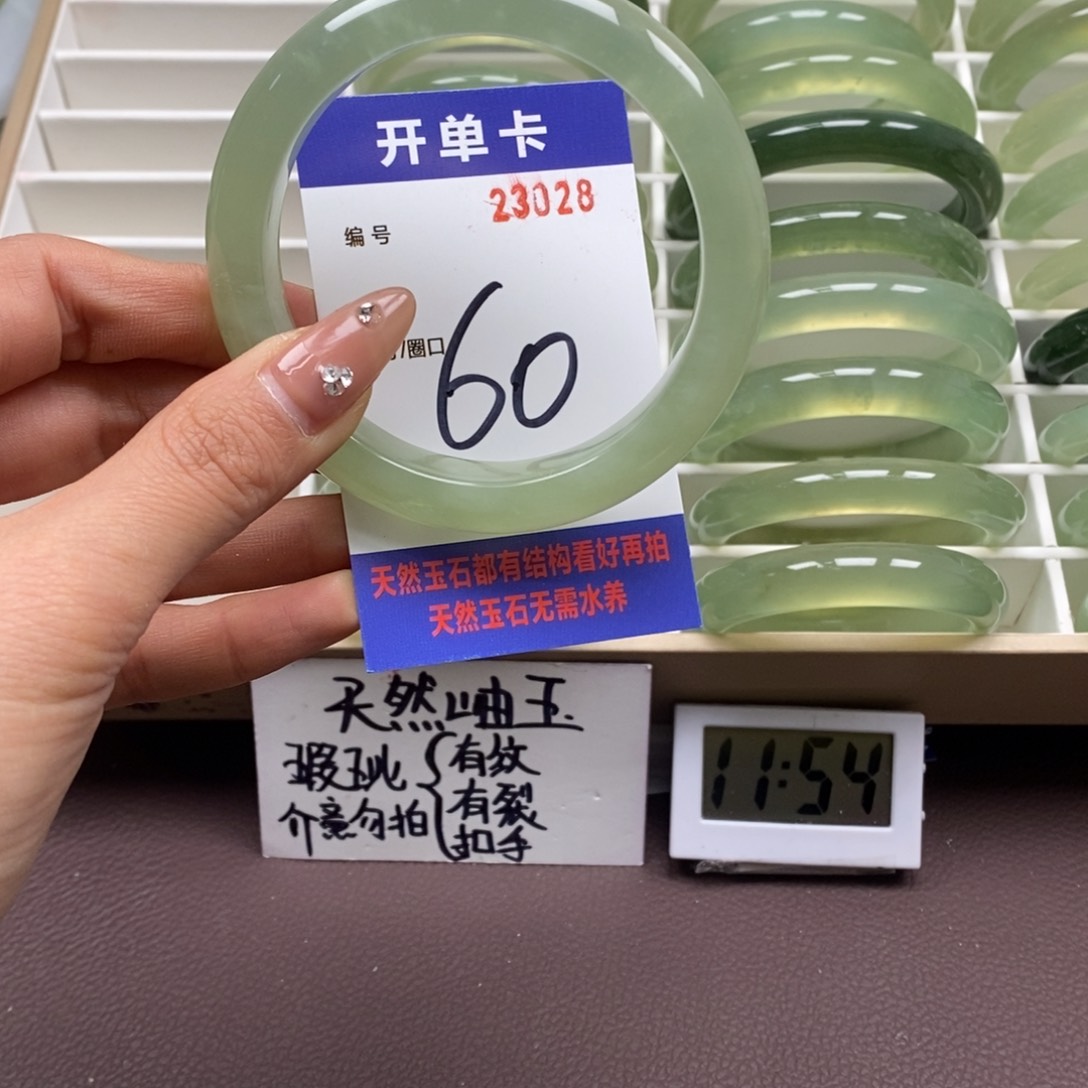 开单卡
23028
编号
/圈口
60
天然玉石都有结构看好再拍
天然玉石无需水养
天然岫玉
瑕玼 有纹
介意勿拍 有裂
扣手
11:54